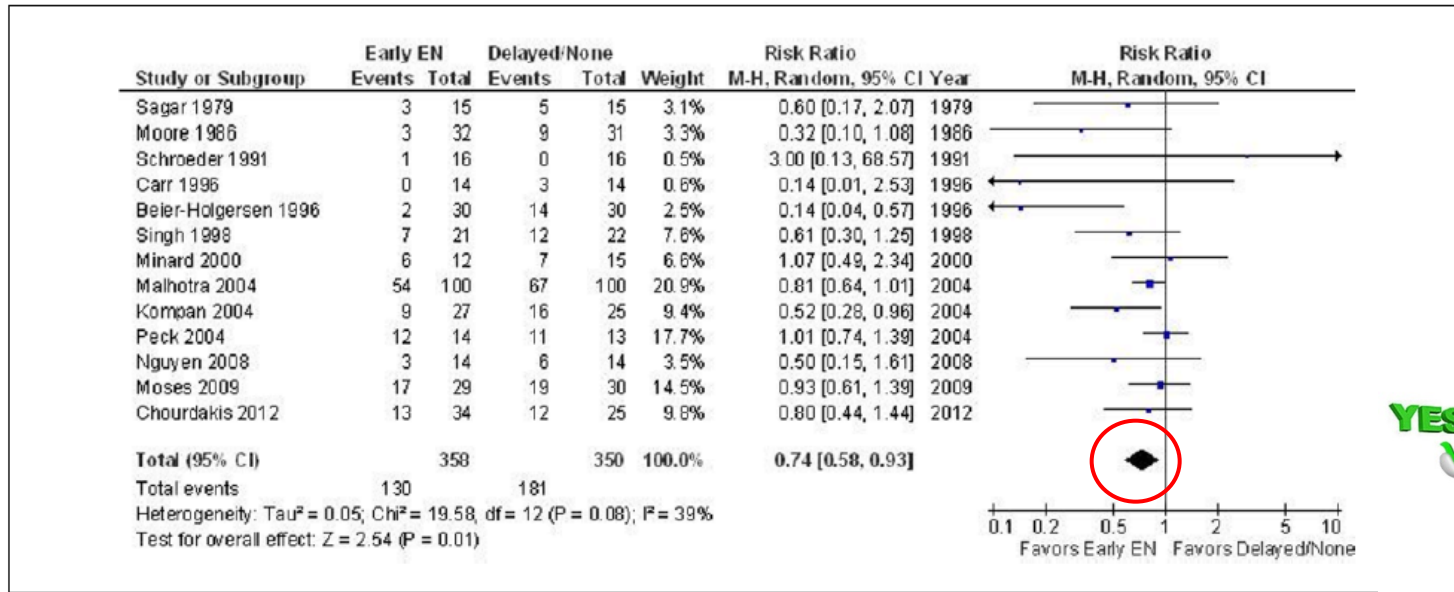 Early EN Delayed/None Risk Ratio Risk Ratio
Study or Subgroup Events Total Events Total Weight M-H, Random, 95% CI Year M-H, Random, 95% CI
Sagar 1979 3 15 5 15 3.1% 0.60 [0.17, 2.07] 1979
Moore 1986 3 32 9 31 3.3% 0.32 [0.10, 1.08] 1986
Schroeder 1991 1 16 0 16 0.5% 3.00 [0.13, 68.57] 1991
Carr 1996 0 14 3 14 0.6% 0.14 [0.01, 2.53] 1996
Beier-Holgersen 1996 2 30 14 30 2.5% 0.14 [0.04, 0.57] 1996
Singh 1998 7 21 12 22 7.6% 0.61 [0.30, 1.25] 1998
Minard 2000 6 12 7 15 6.6% 1.07 [0.49, 2.34] 2000
Malhotra 2004 54 100 67 100 20.9% 0.81 [0.64, 1.01] 2004
Kompan 2004 9 27 16 25 9.4% 0.52 [0.28, 0.96] 2004
Peck 2004 12 14 11 13 17.7% 1.01 [0.74, 1.39] 2004
Nguyen 2008 3 14 6 14 3.5% 0.50 [0.15, 1.61] 2008
Moses 2009 17 29 19 30 14.5% 0.93 [0.61, 1.39] 2009
Chourdakis 2012 13 34 12 25 9.8% 0.80 [0.44, 1.44] 2012
YES
Total (95% CI) 358 350 100.0% 0.74 [0.58, 0.93]
Total events 130 181
Heterogeneity: Tau² = 0.05; Chi² = 19.58, df = 12 (P = 0.08); I² = 39%
Test for overall effect: Z = 2.54 (P = 0.01)
0.1 0.2 0.5 1 2 5 10
Favors Early EN Favors Delayed/None